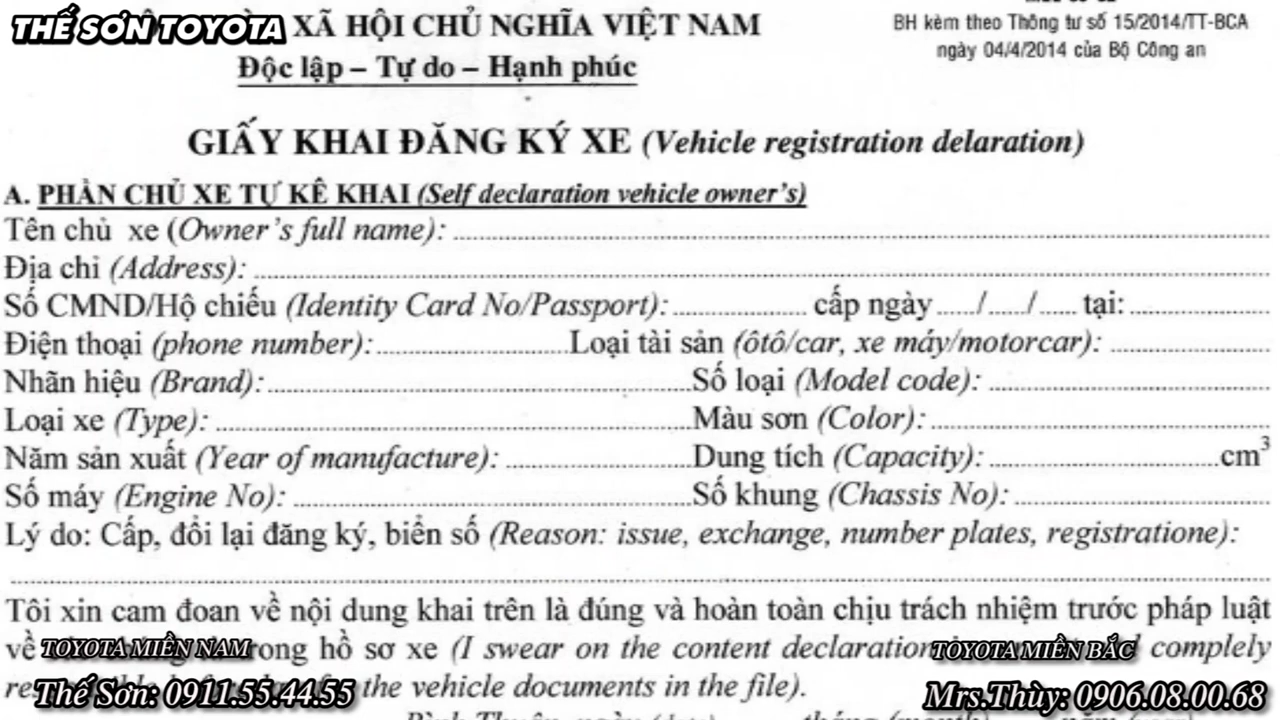 THẾ SƠN TOYOTA
XÃ HỘI CHỦ NGHĨA VIỆT NAM
Độc lập – Tự do – Hạnh phúc
BH kèm theo Thông tư số 15/2014/TT-BCA
ngày 04/4/2014 của Bộ Công an
GIẤY KHAI ĐĂNG KÝ XE (Vehicle registration delaration)
A. PHẦN CHỦ XE TỰ KÊ KHAI (Self declaration vehicle owner's)
Tên chủ xe (Owner's full name):
Địa chỉ (Address):
Số CMND/Hộ chiếu (Identity Card No/Passport): cấp ngày ....../....../...... tại:
Điện thoại (phone number): Loại tài sản (ôtô/car, xe máy/motorcar):
Nhãn hiệu (Brand): Số loại (Model code):
Loại xe (Type): Màu sơn (Color):
Năm sản xuất (Year of manufacture): Dung tích (Capacity): cm3
Số máy (Engine No): Số khung (Chassis No):
Lý do: Cấp, đổi lại đăng ký, biển số (Reason: issue, exchange, number plates, registratione):
Tôi xin cam đoan về nội dung khai trên là đúng và hoàn toàn chịu trách nhiệm trước pháp luật
về rong hồ sơ xe (I swear on the content declaration completely
the vehicle documents in the file).
TOYOTA MIỀN NAM
Thế Sơn: 0911.55.44.55
TOYOTA MIỀN BẮC
Mrs.Thùy: 0906.08.00.68